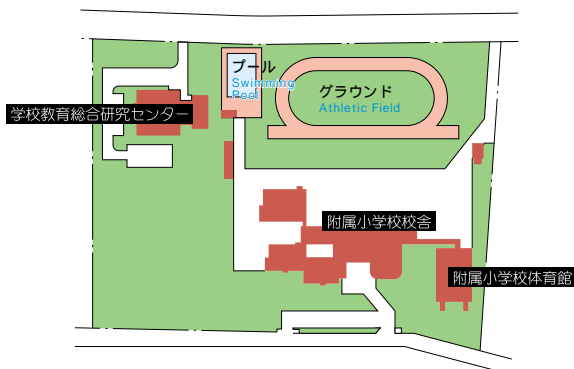 プール
Swimming
Pool
グラウンド
Athletic Field
学校教育総合研究センター
附属小学校校舎
附属小学校体育館